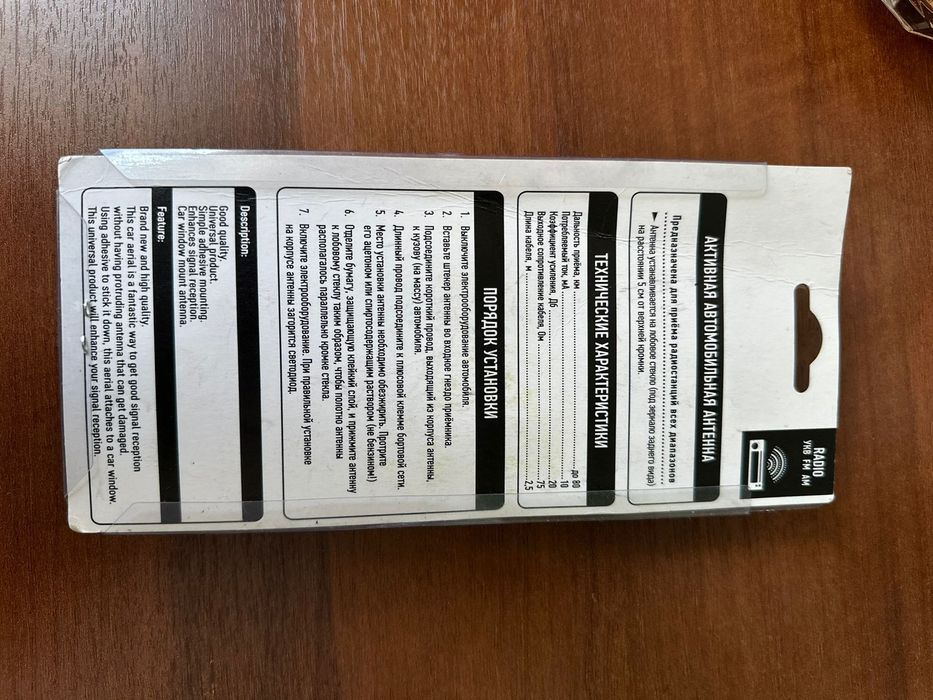 RADIO
УКВ FM AM
АКТИВНАЯ АВТОМОБИЛЬНАЯ АНТЕННА
Предназначена для приёма радиостанций всех диапазонов
► Антенна устанавливается на лобовое стекло (под зеркало заднего вида)
на расстоянии 5 см от верхней кромки.
ТЕХНИЧЕСКИЕ ХАРАКТЕРИСТИКИ
Дальность приёма, км ........ до 80
Потребляемый ток, мА ........ 10
Коэффициент усиления, Дб ........ 20
Выходное сопротивление кабеля, Ом ........ 75
Длина кабеля, м ........ 2,5
ПОРЯДОК УСТАНОВКИ
1. Выключите электрооборудование автомобиля.
2. Вставьте штекер антенны во входное гнездо приёмника.
3. Подсоедините короткий провод, выходящий из корпуса антенны,
к кузову (на массу) автомобиля.
4. Длинный провод подсоедините к плюсовой клемме бортовой сети.
5. Место установки антенны необходимо обезжирить. Протрите
его ацетоном или спиртосодержащим раствором (не бензином!)
6. Отделите бумагу, защищающую клейкий слой, и прижмите антенну
к лобовому стеклу таким образом, чтобы полотно антенны
располагалось параллельно кромке стекла.
7. Включите электрооборудование. При правильной установке
на корпусе антенны загорится светодиод.
Description:
Good quality.
Universal product.
Simple adhesive mounting.
Enhances signal reception.
Car window mount antenna.
Feature:
Brand new and high quality.
This car aerial is a fantastic way to get good signal reception
without having protruding antenna that can get damaged.
Using adhesive to stick it down, this aerial attaches to a car window.
This universal product will enhance your signal reception.